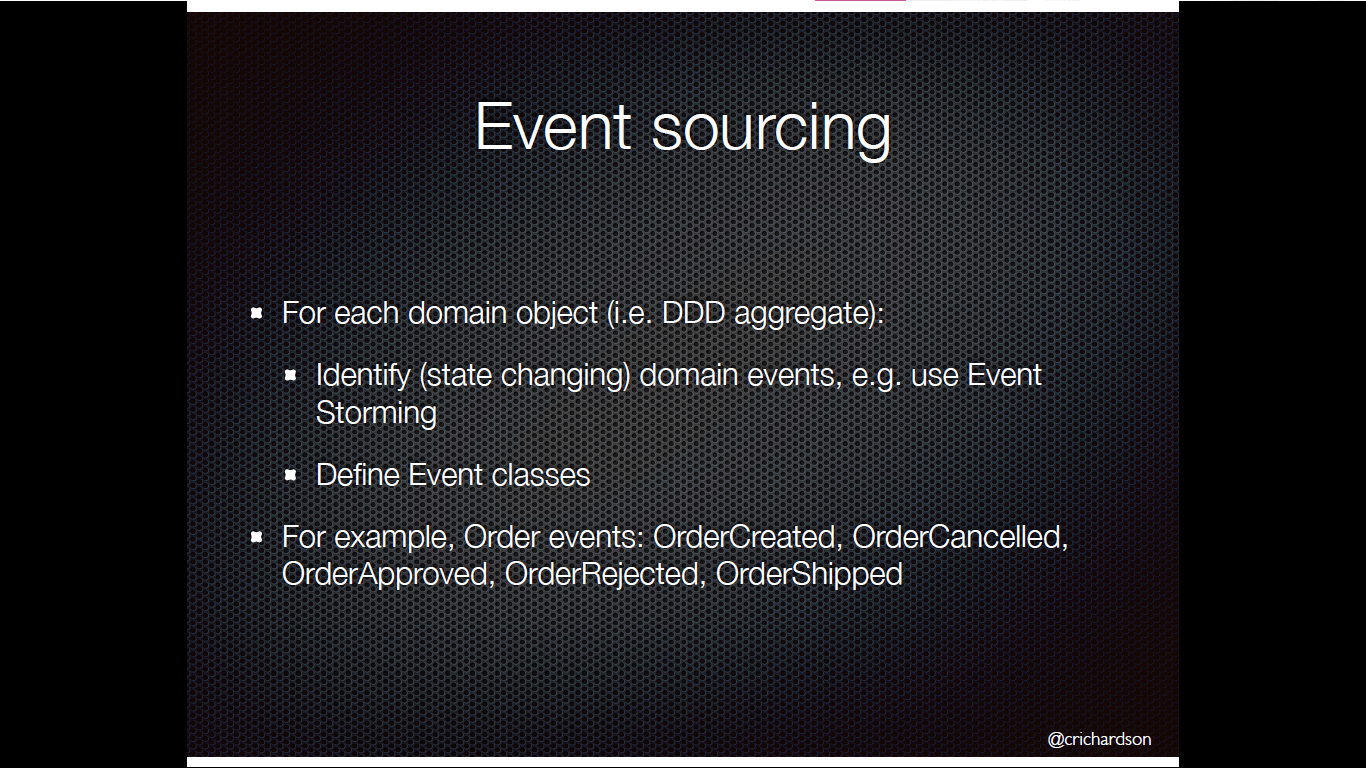 Event sourcing
For each domain object (i.e. DDD aggregate):
Identify (state changing) domain events, e.g. use Event
Storming
Define Event classes
For example, Order events: OrderCreated, OrderCancelled,
OrderApproved, OrderRejected, OrderShipped
@crichardson